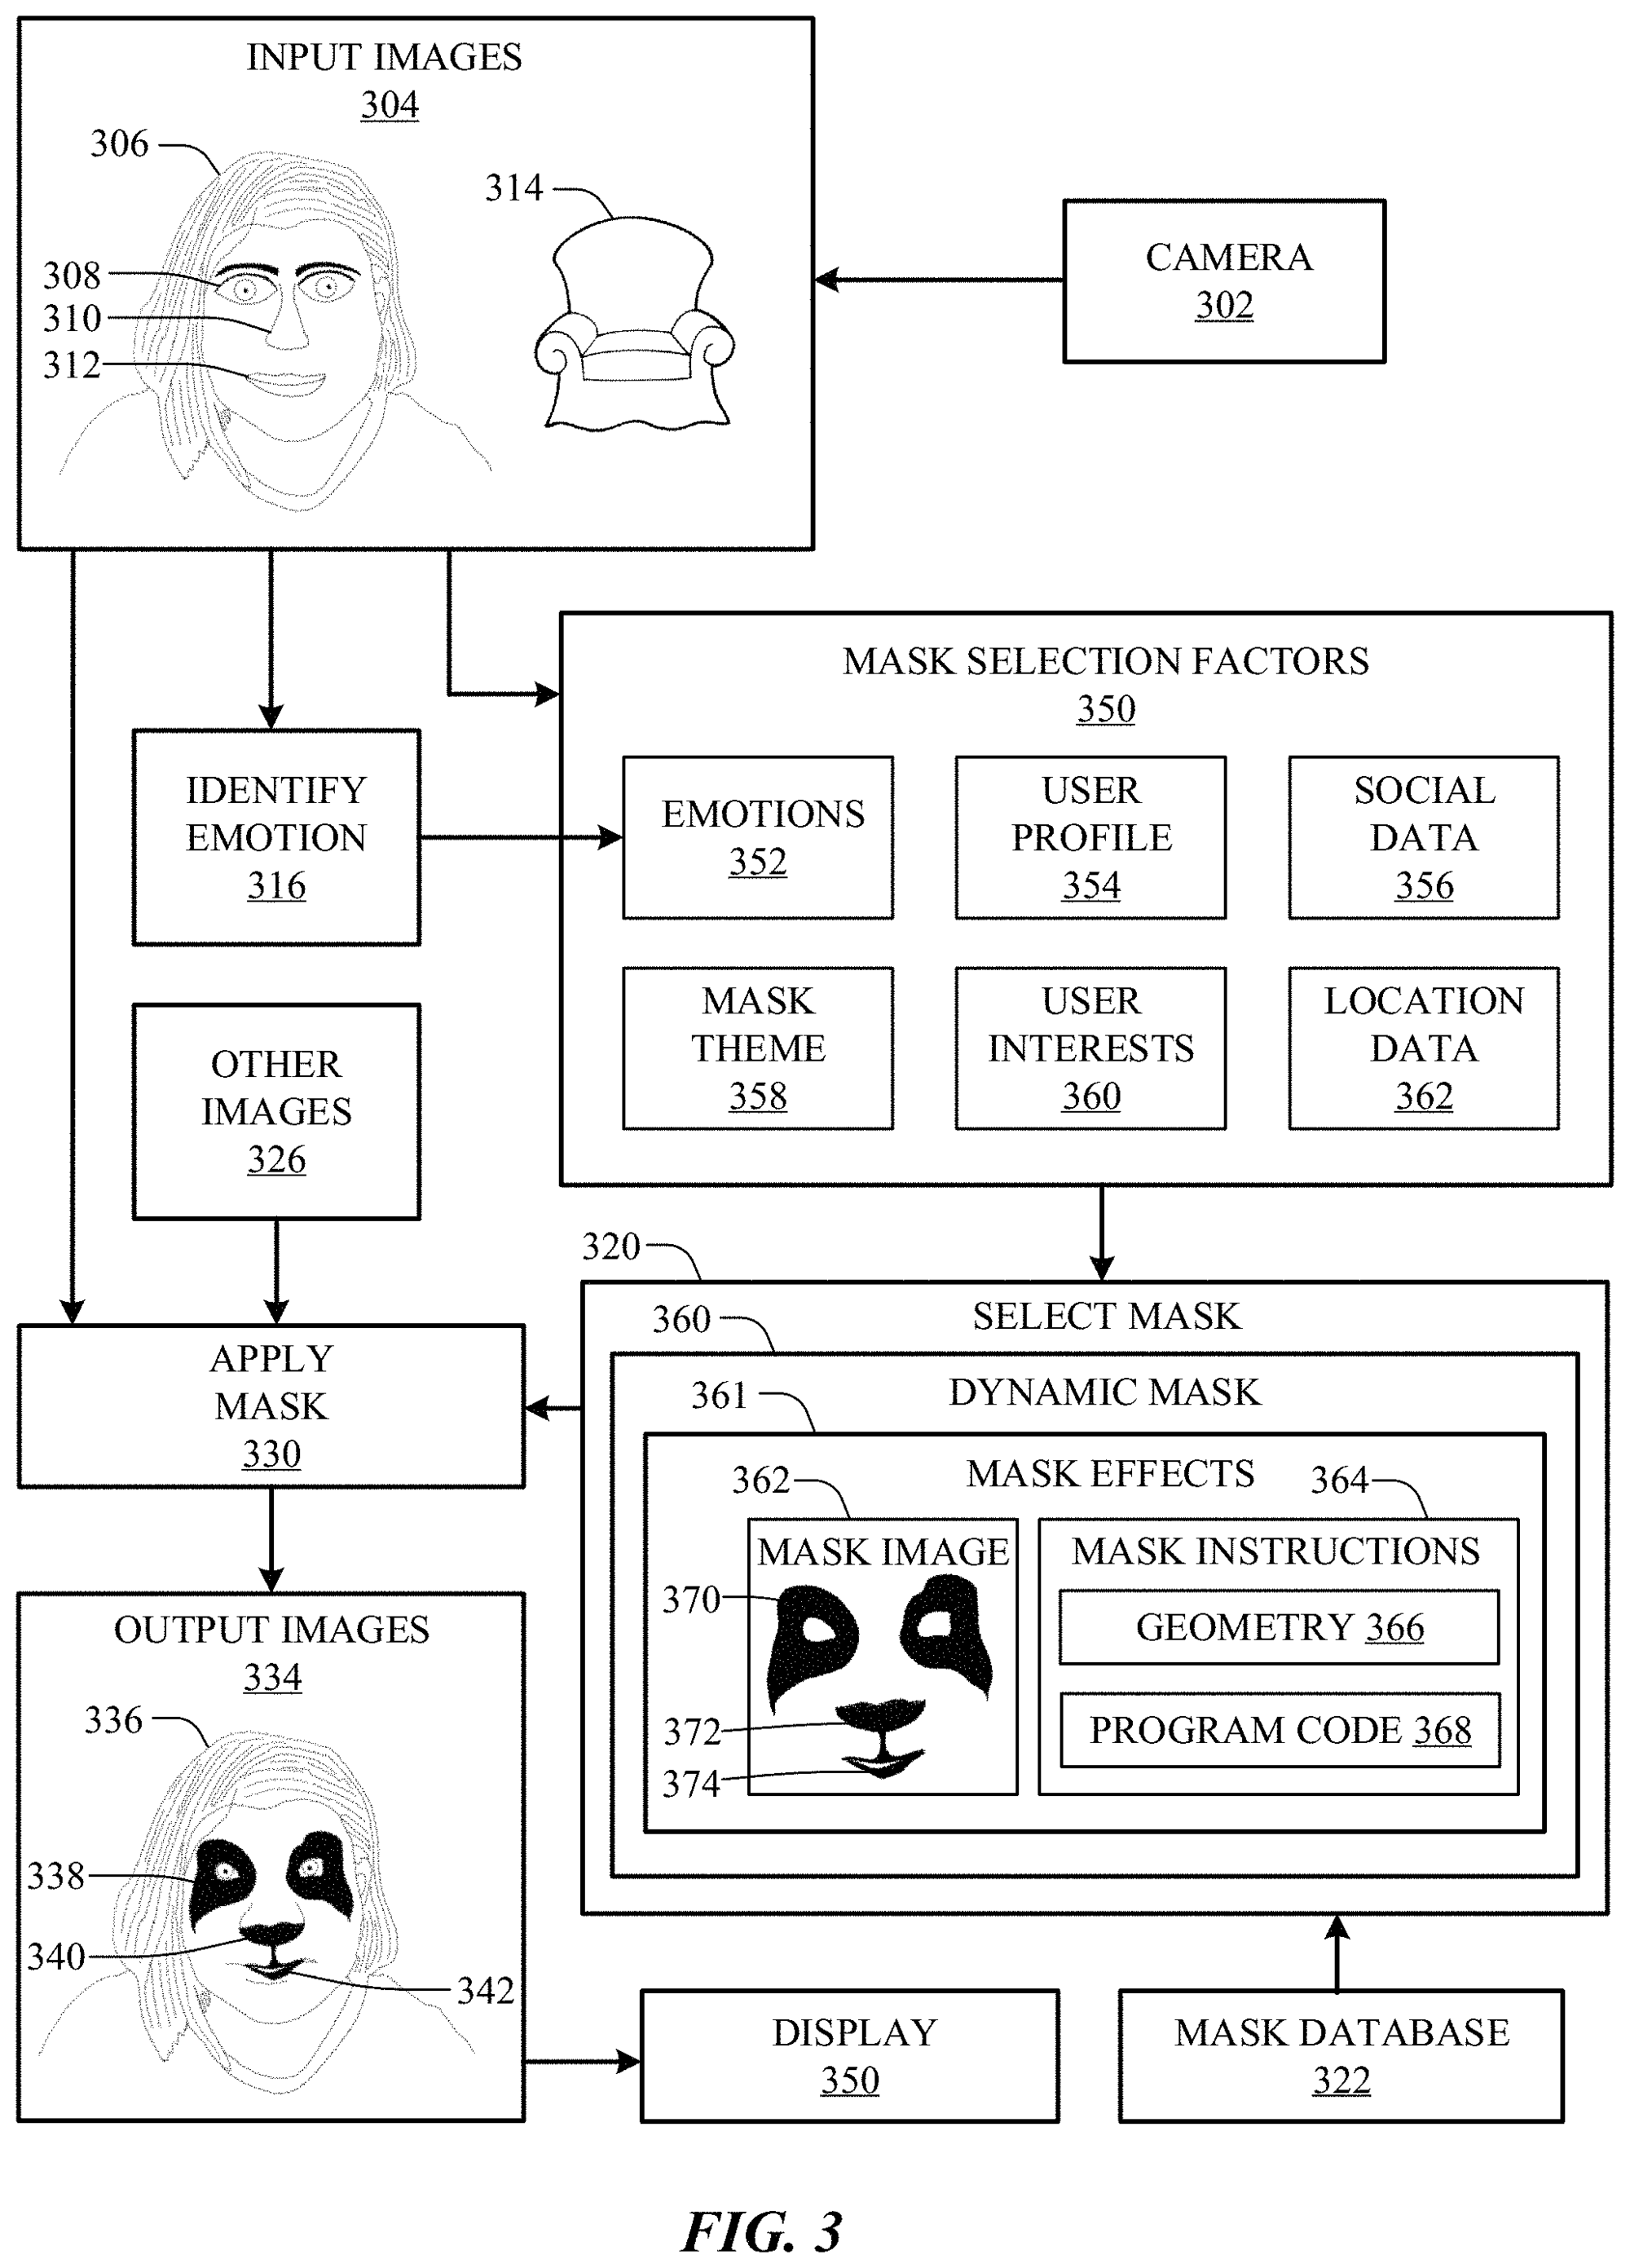 INPUT IMAGES
304
306
314
308
310
312
CAMERA
302
MASK SELECTION FACTORS
350
IDENTIFY
EMOTION
316
EMOTIONS
352
USER
PROFILE
354
SOCIAL
DATA
356
MASK
THEME
358
USER
INTERESTS
360
LOCATION
DATA
362
OTHER
IMAGES
326
320
SELECT MASK
360
DYNAMIC MASK
361
MASK EFFECTS
362
364
MASK IMAGE
370
372
374
MASK INSTRUCTIONS
GEOMETRY 366
PROGRAM CODE 368
APPLY
MASK
330
OUTPUT IMAGES
334
336
338
340
342
DISPLAY
350
MASK DATABASE
322
FIG. 3